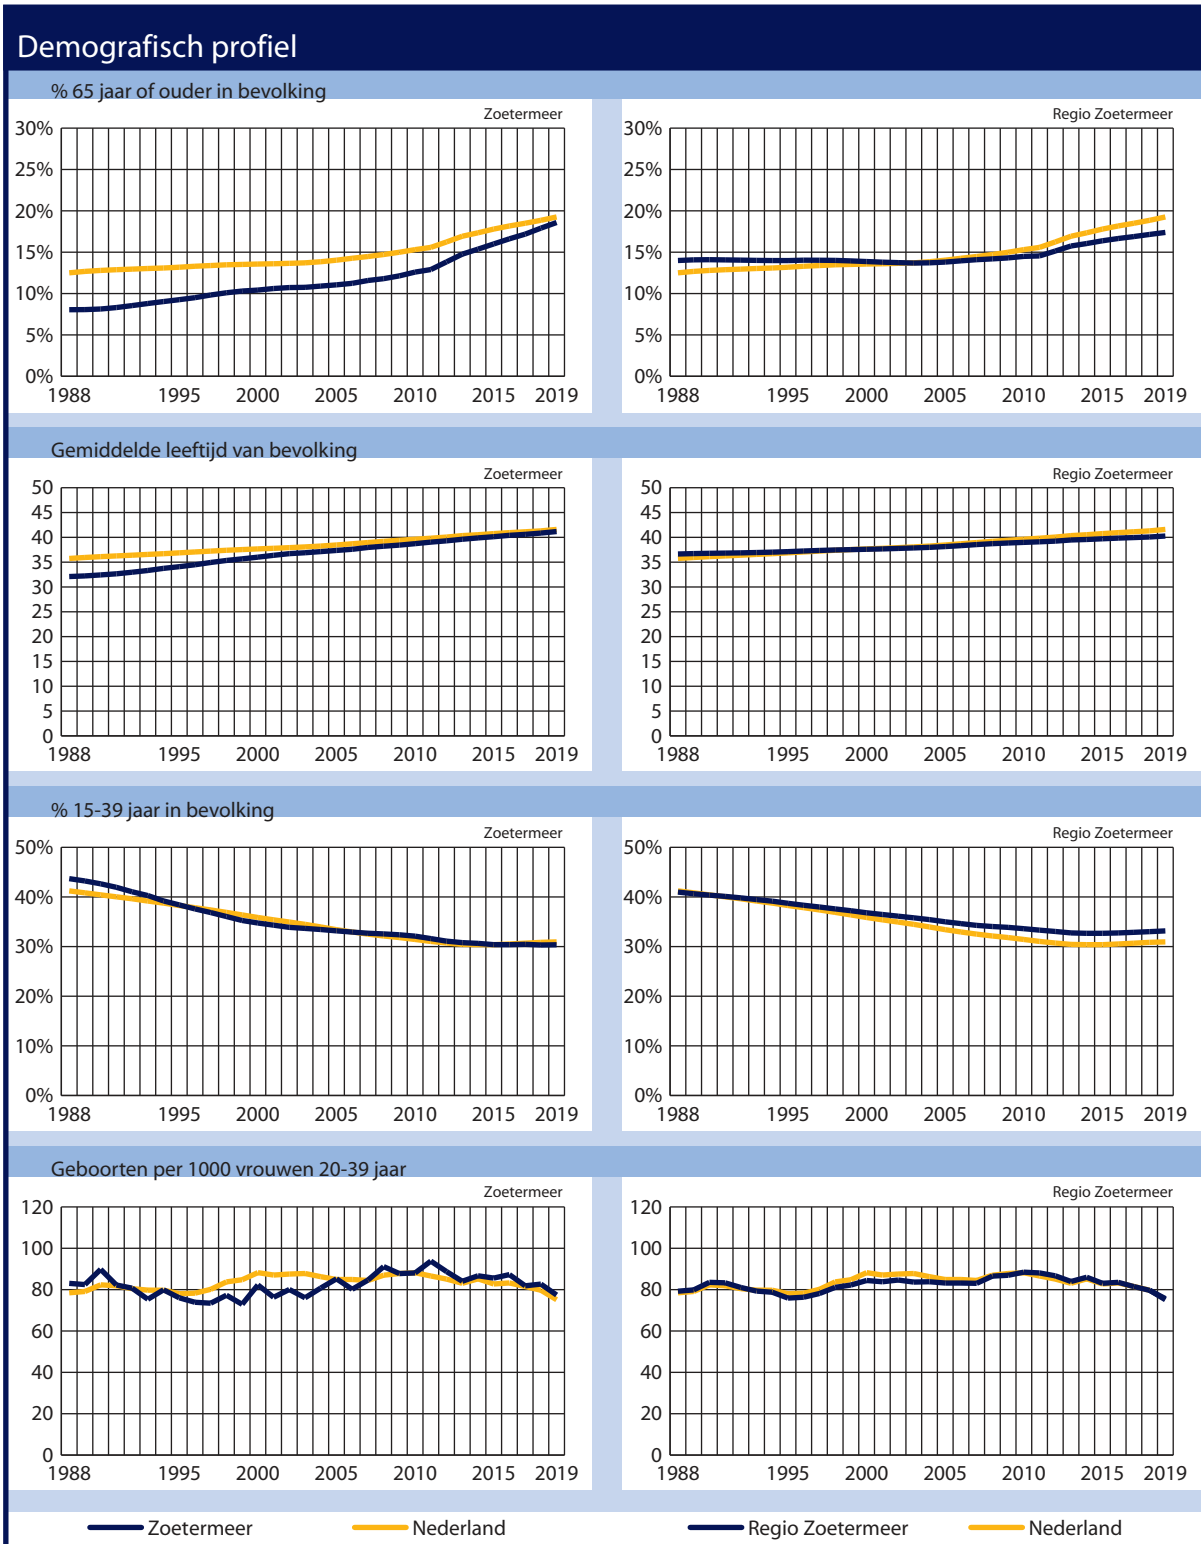 Demografisch profiel
% 65 jaar of ouder in bevolking
Zoetermeer
30%
25%
20%
15%
10%
5%
0%
1988 1995 2000 2005 2010 2015 2019
Regio Zoetermeer
30%
25%
20%
15%
10%
5%
0%
1988 1995 2000 2005 2010 2015 2019
Gemiddelde leeftijd van bevolking
Zoetermeer
50
45
40
35
30
25
20
15
10
5
0
1988 1995 2000 2005 2010 2015 2019
Regio Zoetermeer
50
45
40
35
30
25
20
15
10
5
0
1988 1995 2000 2005 2010 2015 2019
% 15-39 jaar in bevolking
Zoetermeer
50%
40%
30%
20%
10%
0%
1988 1995 2000 2005 2010 2015 2019
Regio Zoetermeer
50%
40%
30%
20%
10%
0%
1988 1995 2000 2005 2010 2015 2019
Geboorten per 1000 vrouwen 20-39 jaar
Zoetermeer
120
100
80
60
40
20
0
1988 1995 2000 2005 2010 2015 2019
Regio Zoetermeer
120
100
80
60
40
20
0
1988 1995 2000 2005 2010 2015 2019
Zoetermeer Nederland
Regio Zoetermeer Nederland